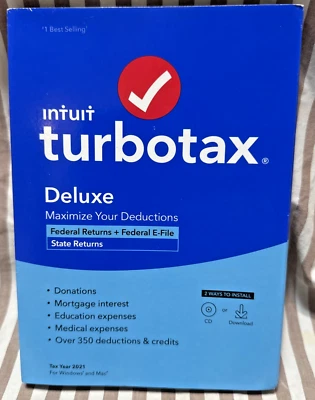 #1 Best Selling
intuit
turbotax®
Deluxe
Maximize Your Deductions
Federal Returns + Federal E-File
State Returns
• Donations
• Mortgage interest
• Education expenses
• Medical expenses
• Over 350 deductions & credits
2 WAYS TO INSTALL
CD or Download
Tax Year 2021
For Windows® and Mac®